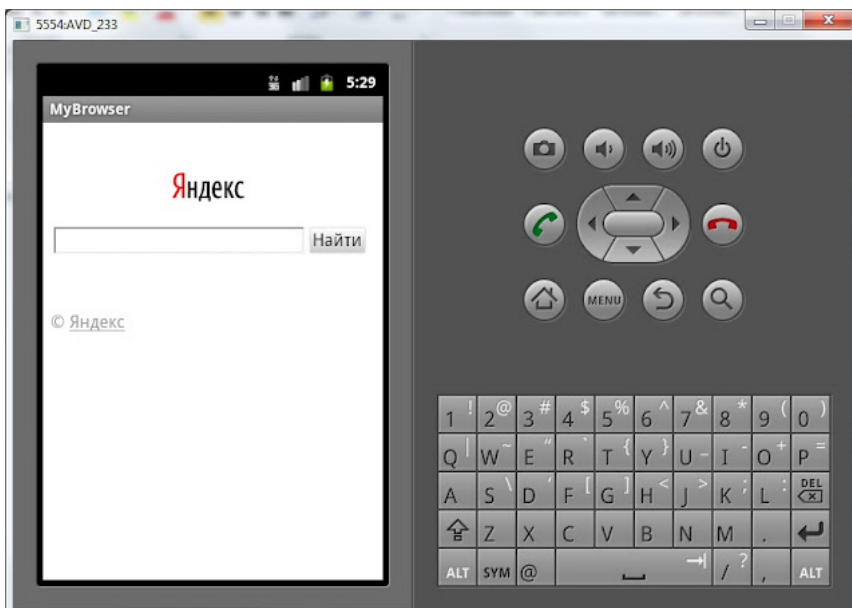 5554:AVD_233
3G 5:29
MyBrowser
Яндекс
Найти
© Яндекс
MENU
1 ! 2 @ 3 # 4 $ 5 % 6 ^ 7 & 8 * 9 ( 0 )
Q | W ~ E " R ` T { Y } U _ I - O + P =
A S \ D ' F [ G ] H < J > K ; L : DEL
Z X C V B N M .
ALT SYM @ / ? , ALT